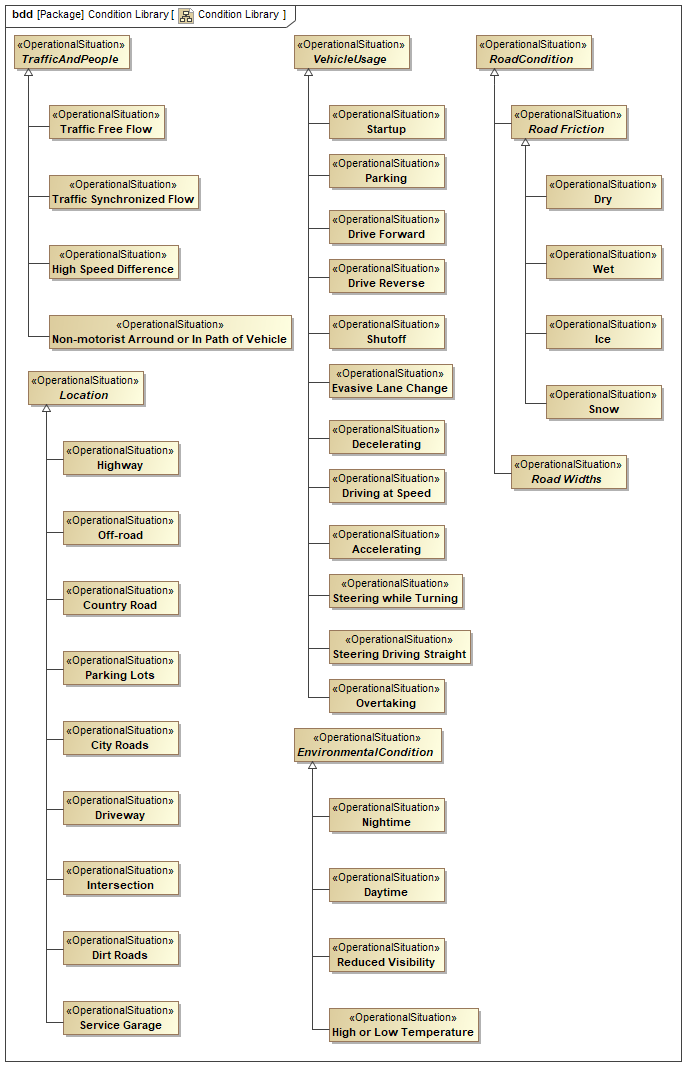 bdd [Package] Condition Library [ Condition Library ]
«OperationalSituation»
TrafficAndPeople
«OperationalSituation»
Traffic Free Flow
«OperationalSituation»
Traffic Synchronized Flow
«OperationalSituation»
High Speed Difference
«OperationalSituation»
Non-motorist Arround or In Path of Vehicle
«OperationalSituation»
Location
«OperationalSituation»
Highway
«OperationalSituation»
Off-road
«OperationalSituation»
Country Road
«OperationalSituation»
Parking Lots
«OperationalSituation»
City Roads
«OperationalSituation»
Driveway
«OperationalSituation»
Intersection
«OperationalSituation»
Dirt Roads
«OperationalSituation»
Service Garage
«OperationalSituation»
VehicleUsage
«OperationalSituation»
Startup
«OperationalSituation»
Parking
«OperationalSituation»
Drive Forward
«OperationalSituation»
Drive Reverse
«OperationalSituation»
Shutoff
«OperationalSituation»
Evasive Lane Change
«OperationalSituation»
Decelerating
«OperationalSituation»
Driving at Speed
«OperationalSituation»
Accelerating
«OperationalSituation»
Steering while Turning
«OperationalSituation»
Steering Driving Straight
«OperationalSituation»
Overtaking
«OperationalSituation»
EnvironmentalCondition
«OperationalSituation»
Nightime
«OperationalSituation»
Daytime
«OperationalSituation»
Reduced Visibility
«OperationalSituation»
High or Low Temperature
«OperationalSituation»
RoadCondition
«OperationalSituation»
Road Friction
«OperationalSituation»
Dry
«OperationalSituation»
Wet
«OperationalSituation»
Ice
«OperationalSituation»
Snow
«OperationalSituation»
Road Widths